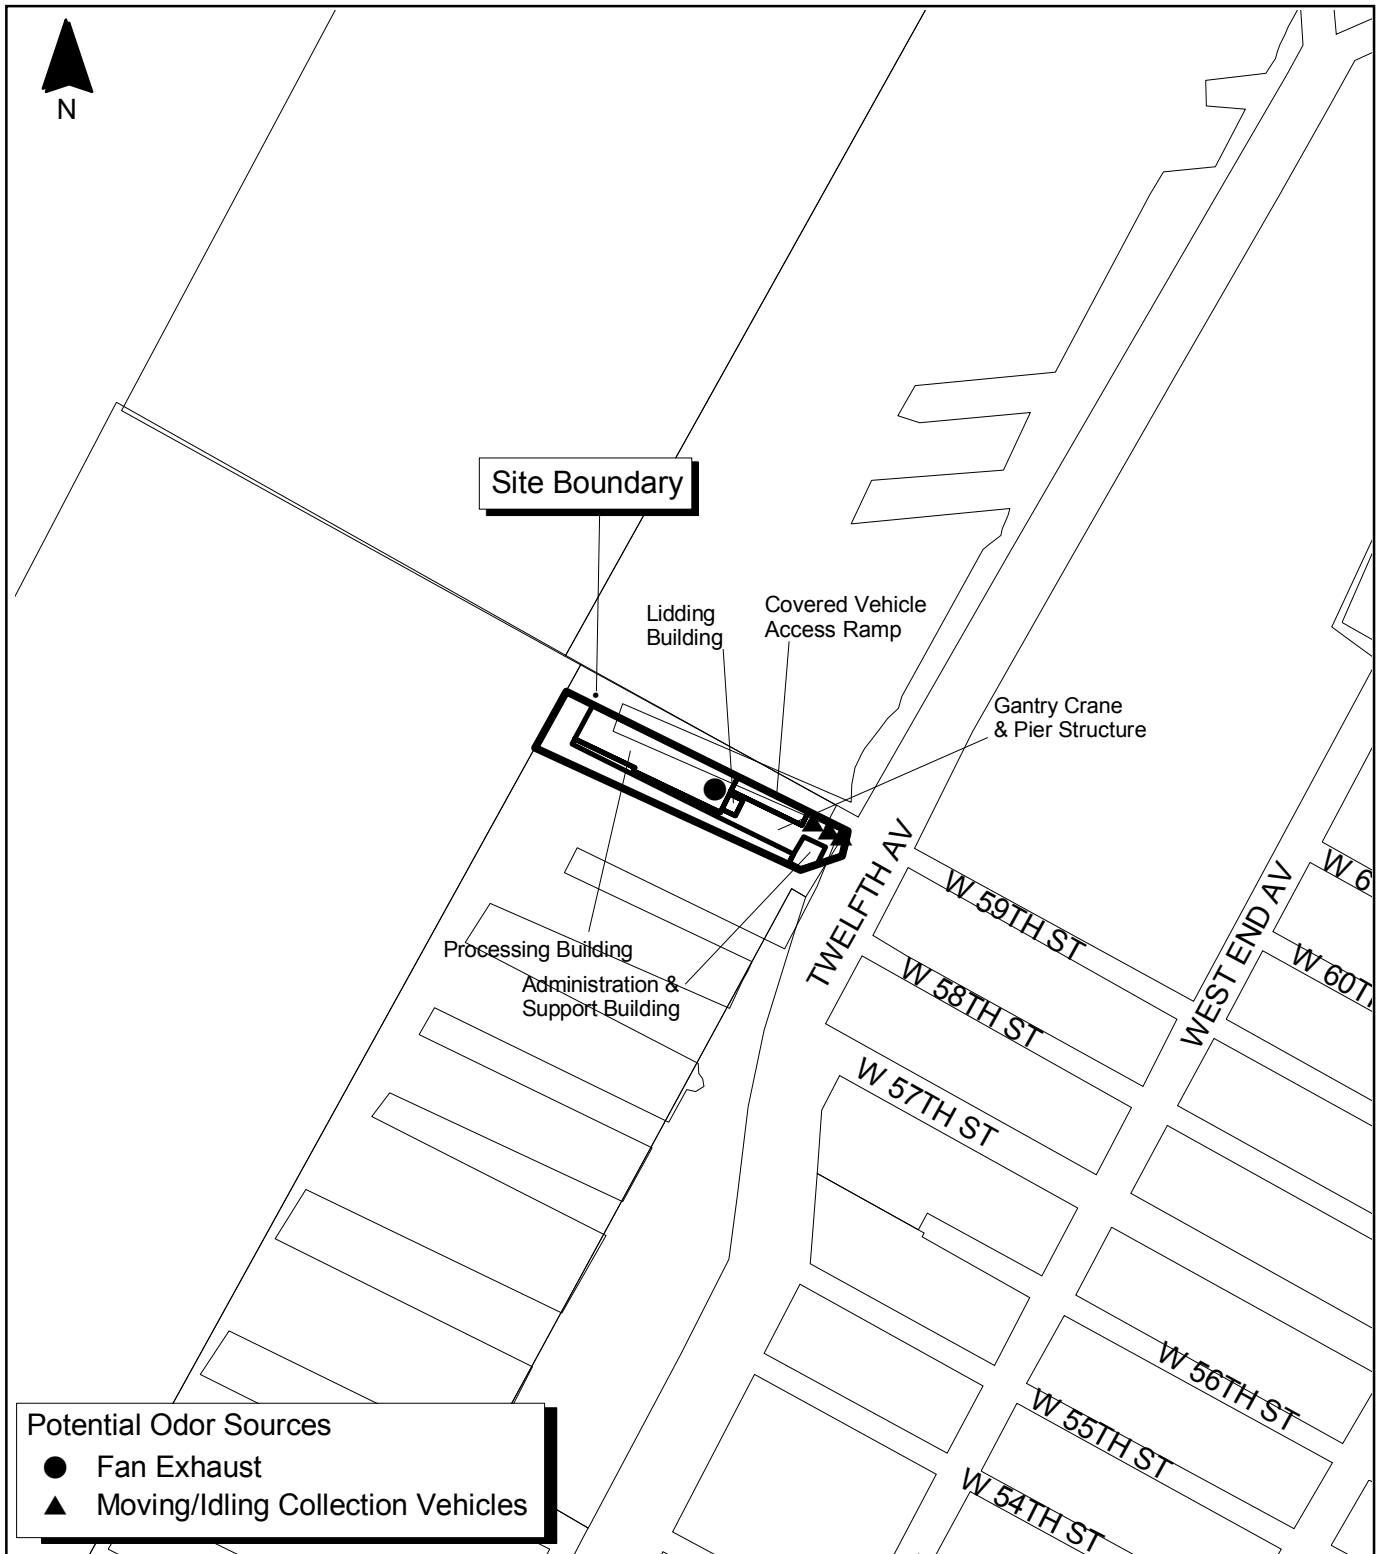 N
Site Boundary
Lidding
Building
Covered Vehicle
Access Ramp
Gantry Crane
& Pier Structure
Processing Building
Administration &
Support Building
TWELFTH AV
WEST END AV
W 6
W 60T
W 59TH ST
W 58TH ST
W 57TH ST
W 56TH ST
W 55TH ST
W 54TH ST
Potential Odor Sources
Fan Exhaust
Moving/Idling Collection Vehicles